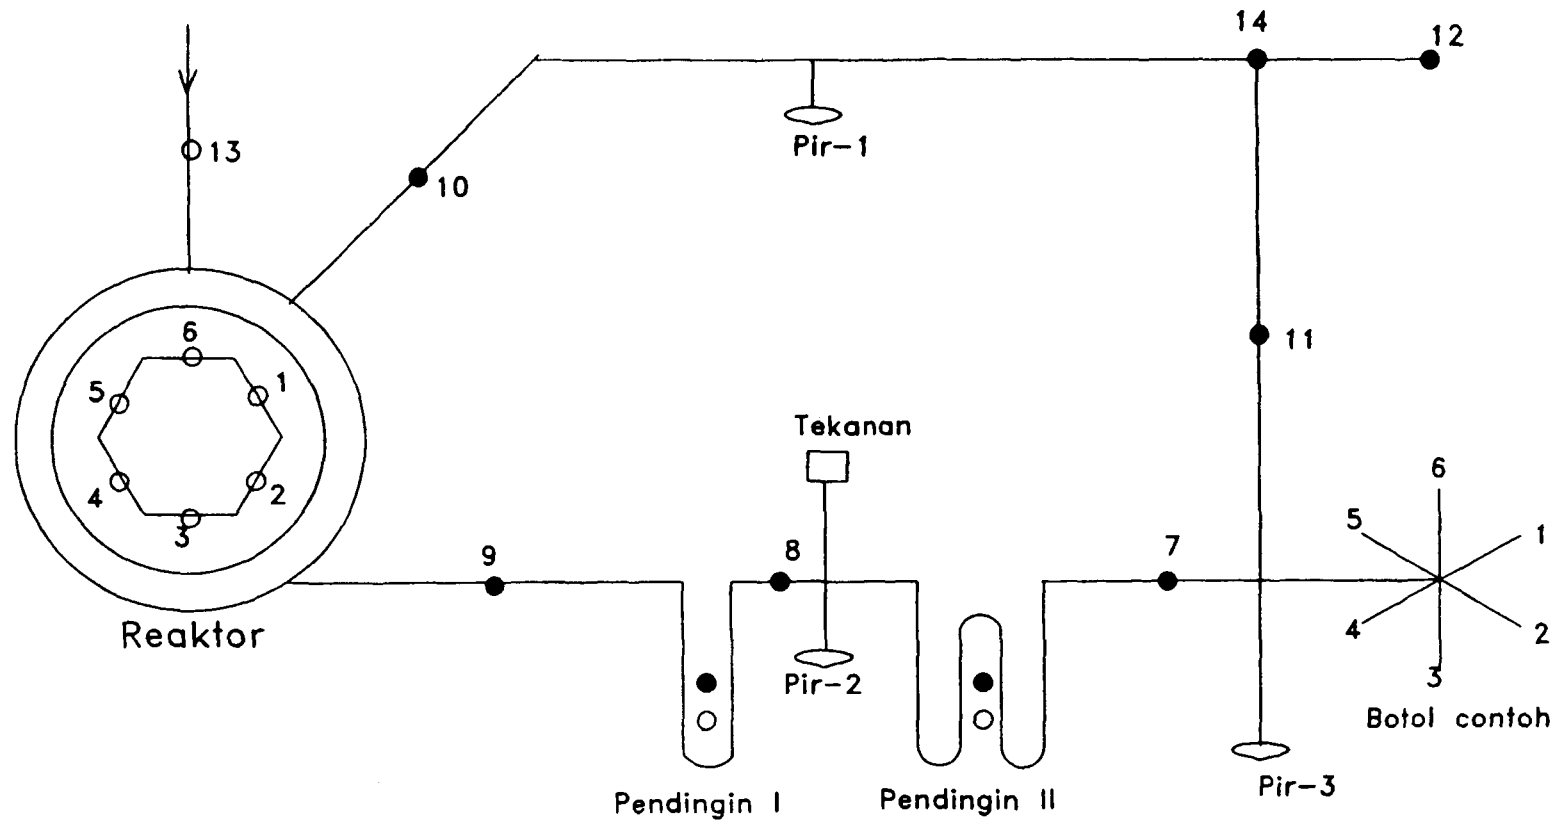 14
12
13
Pir-1
10
6
1
5
11
4
2
3
Tekanan
6
5
1
9
8
7
Reaktor
4
2
Pir-2
3
Botol contoh
Pir-3
Pendingin I
Pendingin II